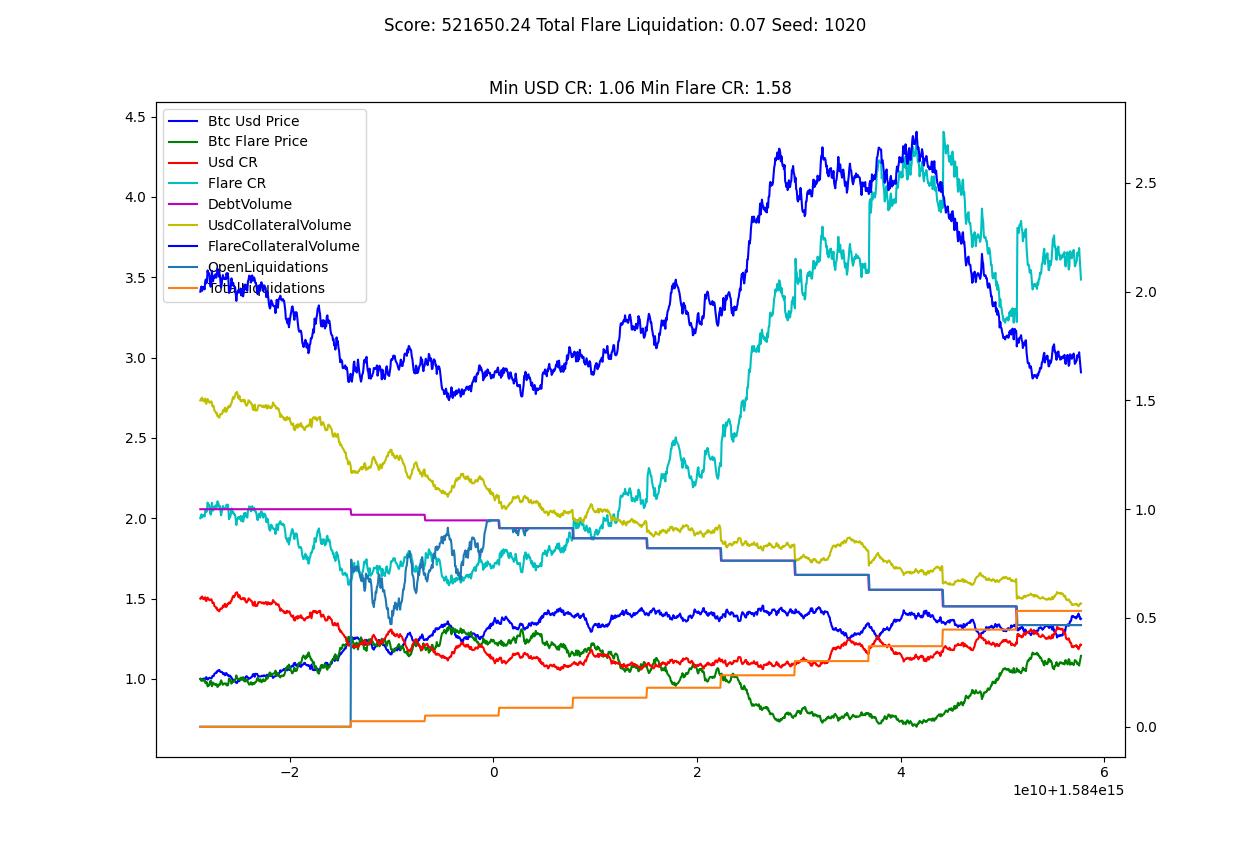 Score: 521650.24 Total Flare Liquidation: 0.07 Seed: 1020
Min USD CR: 1.06 Min Flare CR: 1.58
Btc Usd Price
Btc Flare Price
Usd CR
Flare CR
DebtVolume
UsdCollateralVolume
FlareCollateralVolume
OpenLiquidations
TotalLiquidations
4.5
4.0
3.5
3.0
2.5
2.0
1.5
1.0
2.5
2.0
1.5
1.0
0.5
0.0
−2
0
2
4
6
1e10+1.584e15